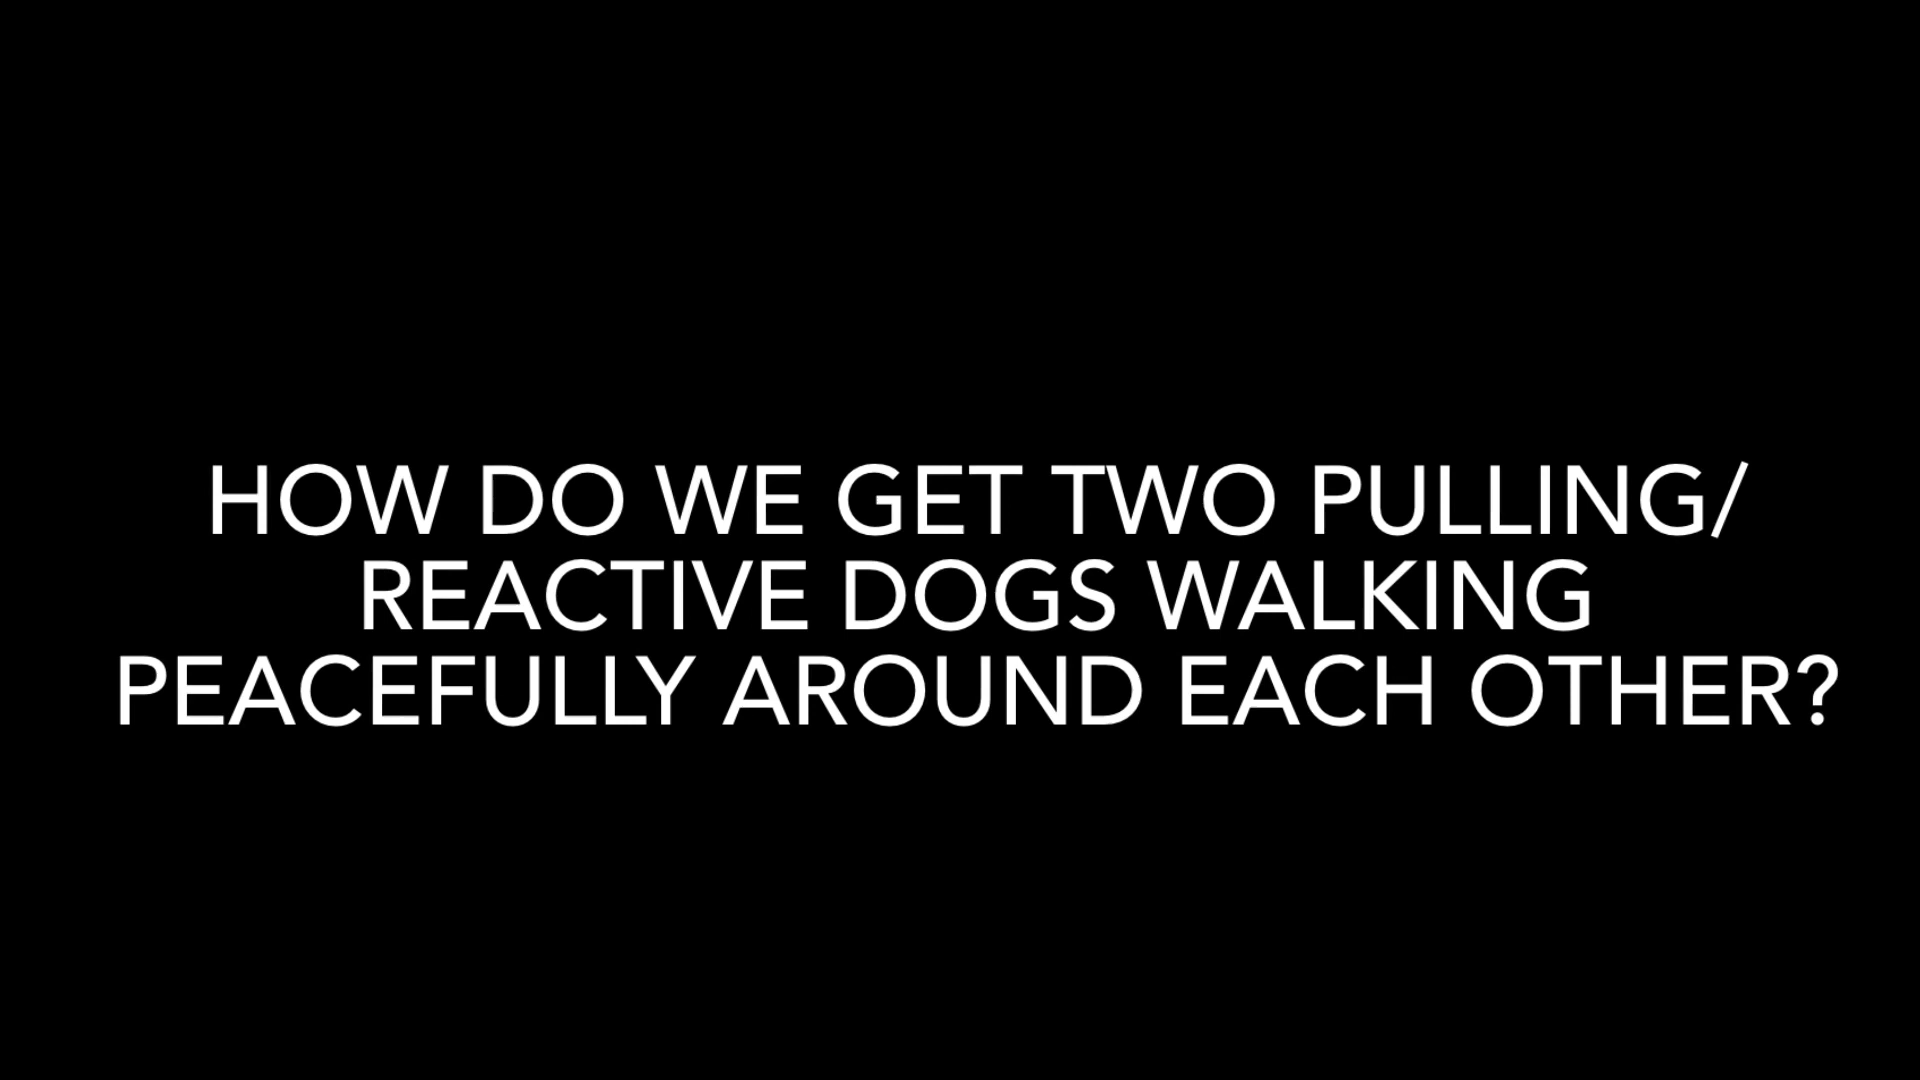 HOW DO WE GET TWO PULLING/
REACTIVE DOGS WALKING
PEACEFULLY AROUND EACH OTHER?